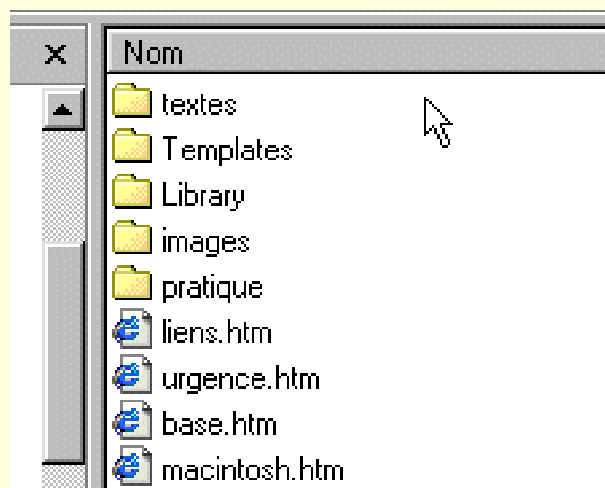 Nom
textes
Templates
Library
images
pratique
liens.htm
urgence.htm
base.htm
macintosh.htm